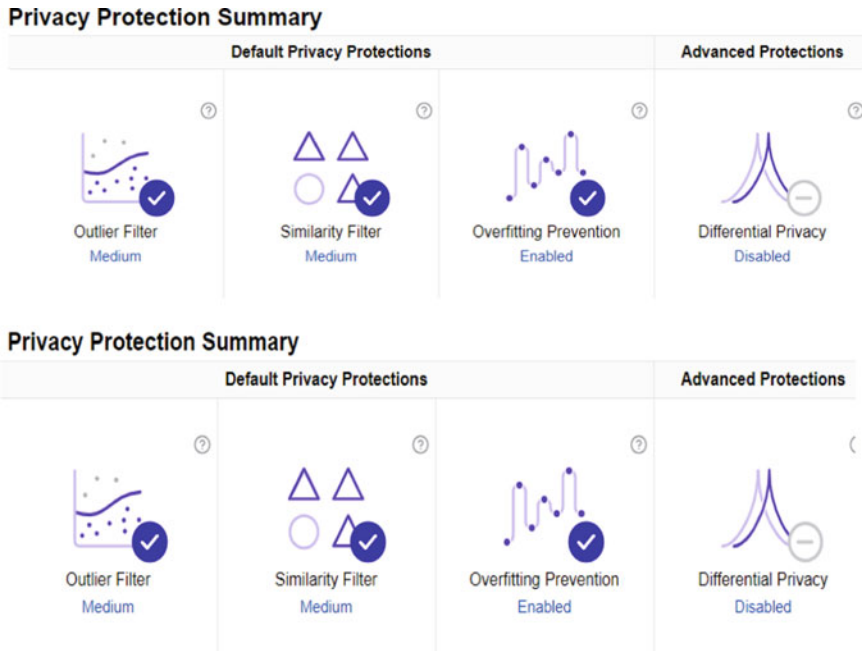 Privacy Protection Summary
Default Privacy Protections
Advanced Protections
?
?
?
?
Outlier Filter
Similarity Filter
Overfitting Prevention
Differential Privacy
Medium
Medium
Enabled
Disabled
Privacy Protection Summary
Default Privacy Protections
Advanced Protections
?
?
?
Outlier Filter
Similarity Filter
Overfitting Prevention
Differential Privacy
Medium
Medium
Enabled
Disabled